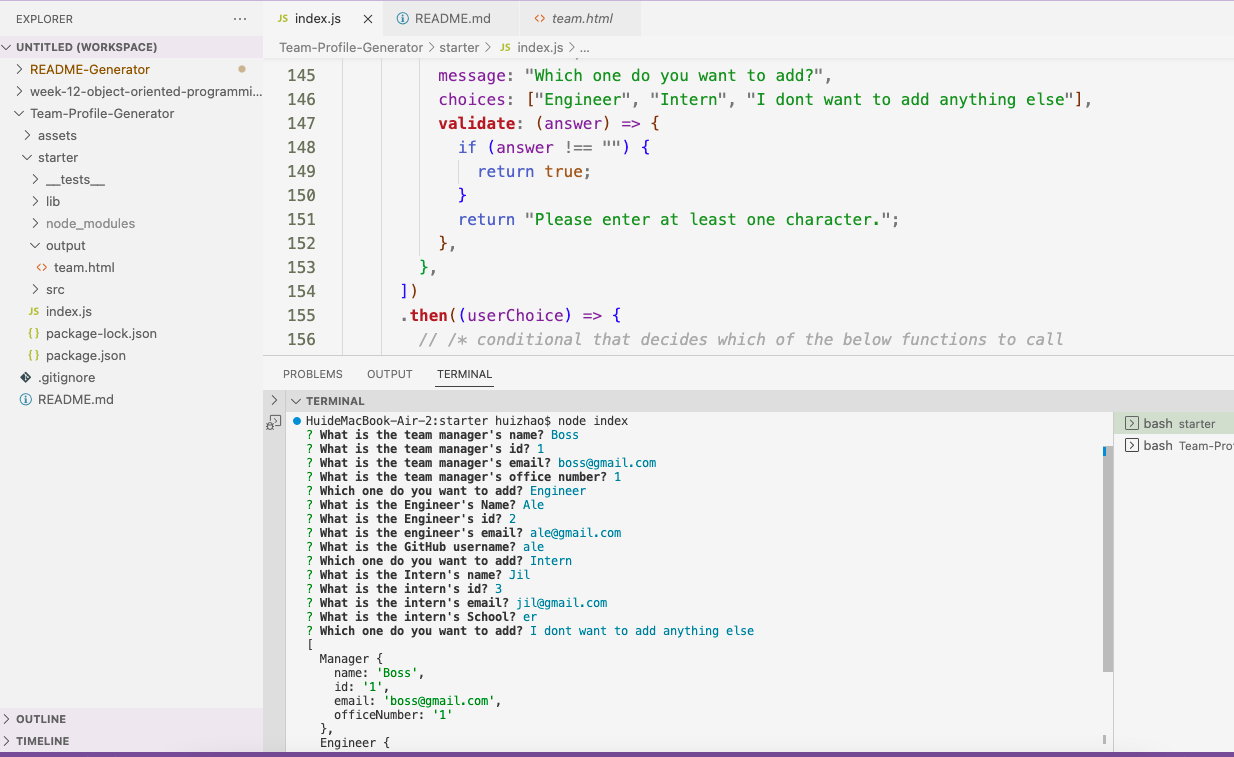 EXPLORER
UNTITLED (WORKSPACE)
README-Generator
week-12-object-oriented-programmi...
Team-Profile-Generator
assets
starter
__tests__
lib
node_modules
output
team.html
src
JS index.js
{ } package-lock.json
{ } package.json
.gitignore
README.md
OUTLINE
TIMELINE
JS index.js
README.md
team.html
Team-Profile-Generator > starter > JS index.js > ...
145 message: "Which one do you want to add?",
146 choices: ["Engineer", "Intern", "I dont want to add anything else"],
147 validate: (answer) => {
148 if (answer !== "") {
149 return true;
150 }
151 return "Please enter at least one character.";
152 },
153 },
154 ])
155 .then((userChoice) => {
156 // /* conditional that decides which of the below functions to call
PROBLEMS OUTPUT TERMINAL
TERMINAL
HuideMacBook-Air-2:starter huizhao$ node index
? What is the team manager's name? Boss
? What is the team manager's id? 1
? What is the team manager's email? boss@gmail.com
? What is the team manager's office number? 1
? Which one do you want to add? Engineer
? What is the Engineer's Name? Ale
? What is the Engineer's id? 2
? What is the engineer's email? ale@gmail.com
? What is the GitHub username? ale
? Which one do you want to add? Intern
? What is the Intern's name? Jil
? What is the intern's id? 3
? What is the intern's email? jil@gmail.com
? What is the intern's School? er
? Which one do you want to add? I dont want to add anything else
[
Manager {
name: 'Boss',
id: '1',
email: 'boss@gmail.com',
officeNumber: '1'
},
Engineer {
bash starter
bash Team-Pro